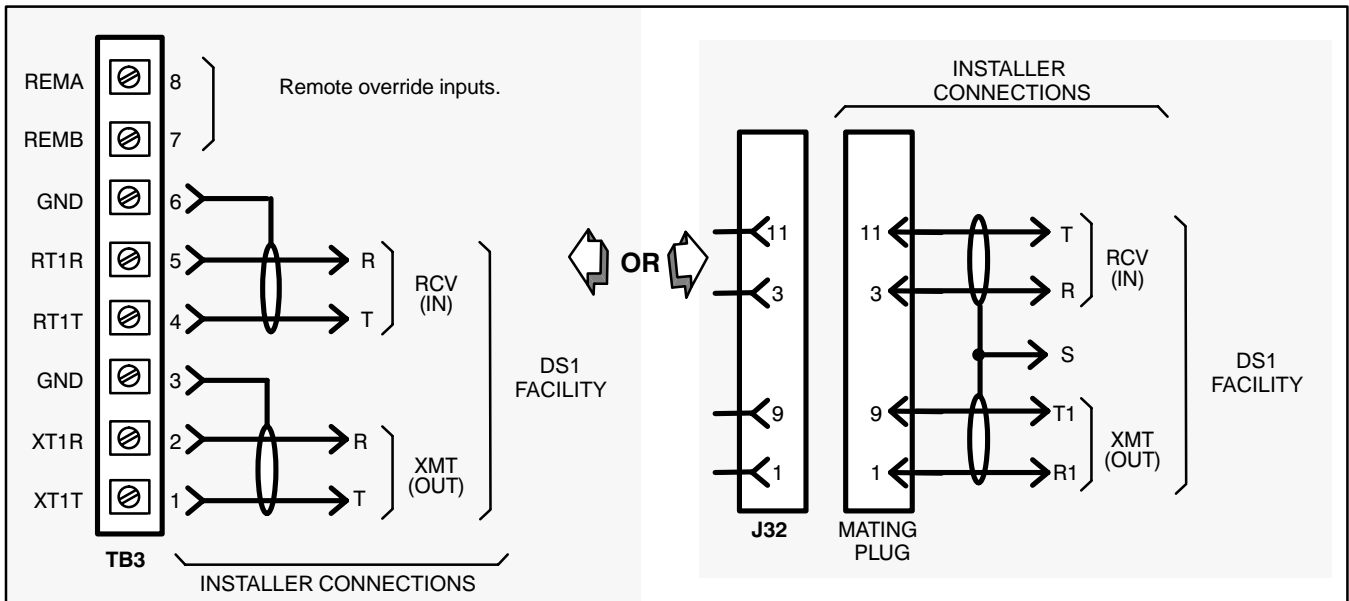 REMA 8
Remote override inputs.
REMB 7
GND 6
RT1R 5 R
RT1T 4 T
RCV
(IN)
GND 3
XT1R 2 R
XT1T 1 T
XMT
(OUT)
DS1
FACILITY
TB3
INSTALLER CONNECTIONS
OR
INSTALLER
CONNECTIONS
11 11 T
3 3 R
RCV
(IN)
S
9 9 T1
1 1 R1
XMT
(OUT)
DS1
FACILITY
J32
MATING
PLUG